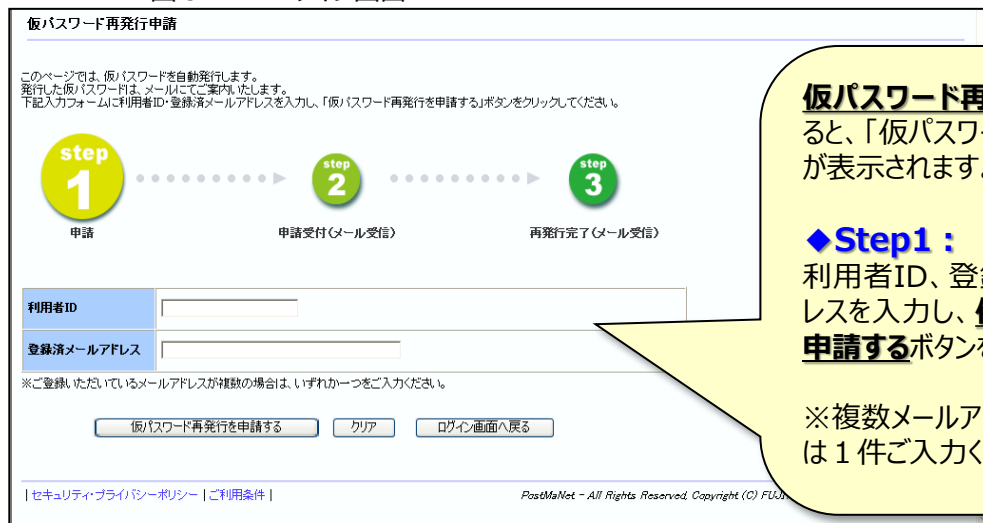 仮パスワード再発行申請
このページでは、仮パスワードを自動発行します。
発行した仮パスワードは、メールにてご案内いたします。
下記入力フォームに利用者ID・登録済メールアドレスを入力し、「仮パスワード再発行を申請する」ボタンをクリックしてください。
step
1
step
2
step
3
申請
申請受付(メール受信)
再発行完了(メール受信)
利用者ID
登録済メールアドレス
※ご登録いただいているメールアドレスが複数の場合は、いずれか一つをご入力ください。
仮パスワード再発行を申請する
クリア
ログイン画面へ戻る
|セキュリティ・プライバシーポリシー|ご利用条件|
PostMaNet - All Rights Reserved, Copyright (C)
仮パスワード再
ると、「仮パスワ
が表示されます
◆Step1:
利用者ID、登
レスを入力し、
申請するボタン
※複数メールア
は1件ご入力く